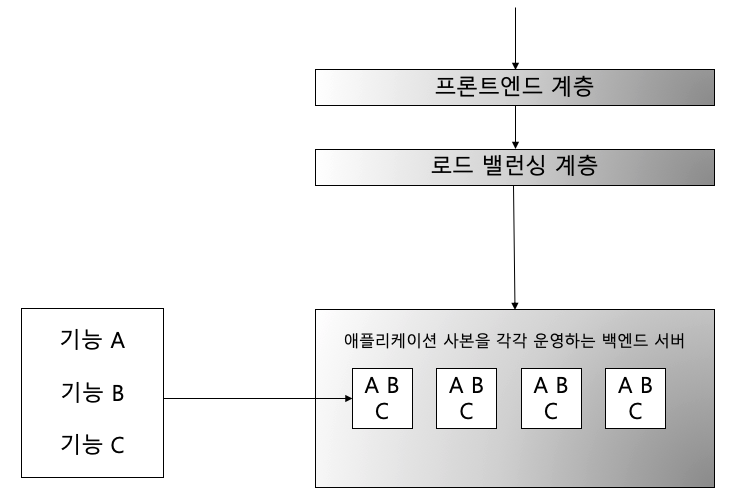 프론트엔드 계층
로드 밸런싱 계층
기능 A
기능 B
기능 C
애플리케이션 사본을 각각 운영하는 백엔드 서버
A B
C
A B
C
A B
C
A B
C